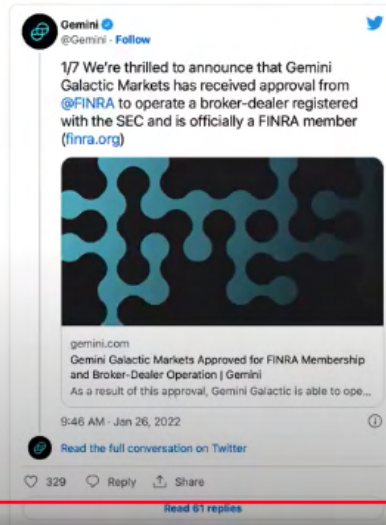 Gemini
@Gemini · Follow
1/7 We're thrilled to announce that Gemini
Galactic Markets has received approval from
@FINRA to operate a broker-dealer registered
with the SEC and is officially a FINRA member
(finra.org)
gemini.com
Gemini Galactic Markets Approved for FINRA Membership
and Broker-Dealer Operation | Gemini
As a result of this approval, Gemini Galactic is able to ope...
9:46 AM · Jan 26, 2022
Read the full conversation on Twitter
329 Reply Share
Read 61 replies